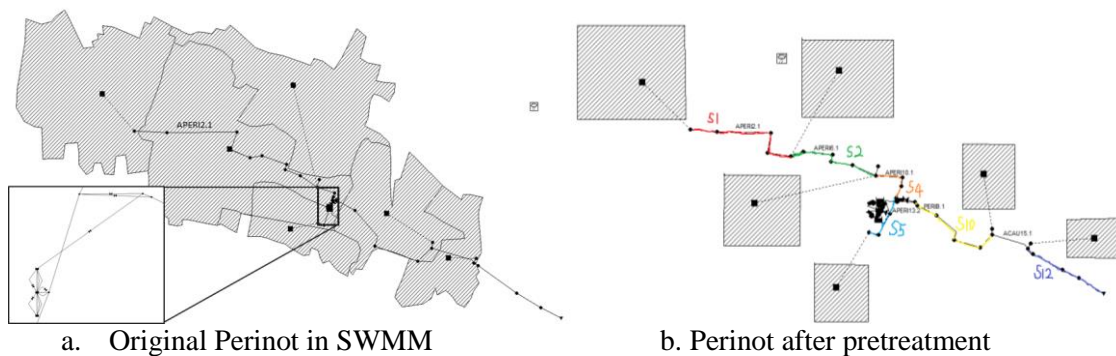 APERI2.1
a. Original Perinot in SWMM
S1
APERI2.1
APERI6.1
S2
APERI10.1
S4
PERI8.1
APERI13.2
S5
S10
ACAU15.1
S12
b. Perinot after pretreatment